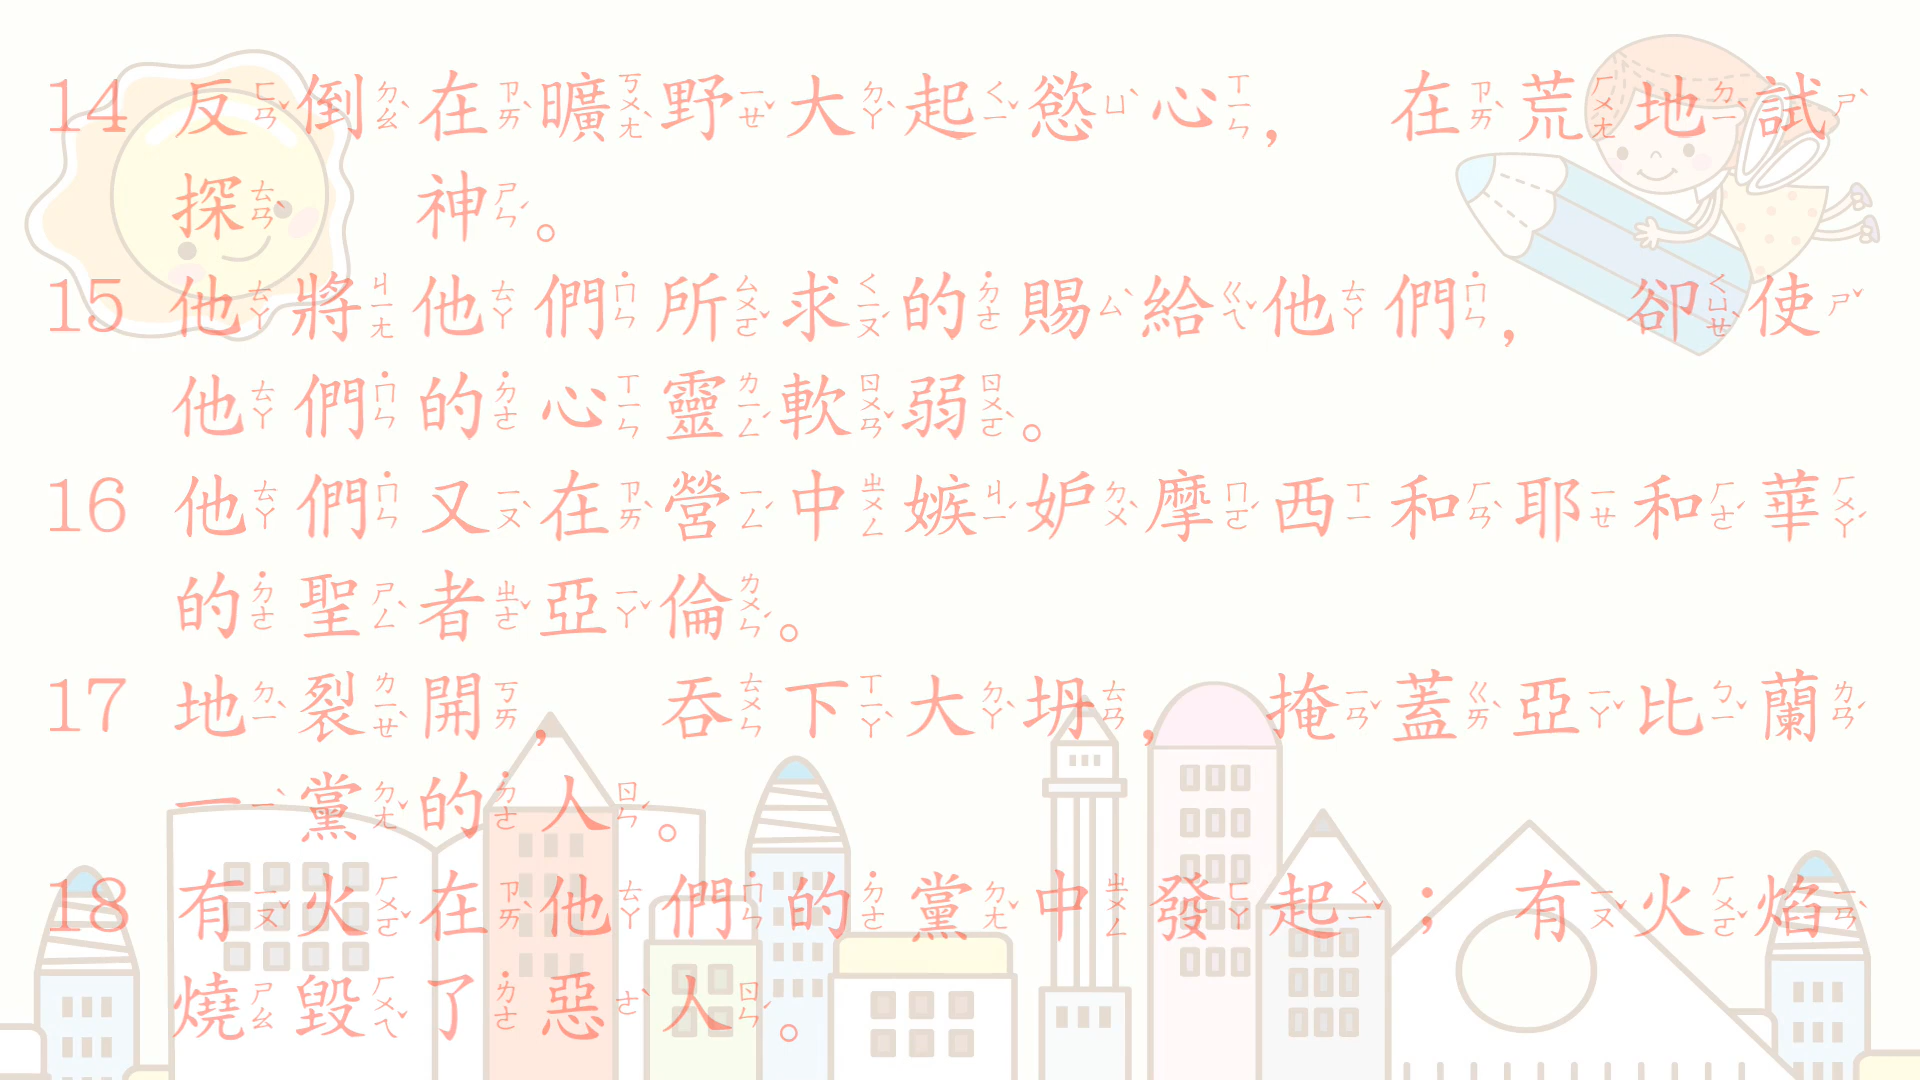 14 反倒在曠野大起慾心， 在荒地試
探 神。
15 他將他們所求的賜給他們， 卻使
他們的心靈軟弱。
16 他們又在營中嫉妒摩西和耶和華
的聖者亞倫。
17 地裂開， 吞下大坍，掩蓋亞比蘭
一黨的人。
18 有火在他們的黨中發起；有火焰
燒毀了惡人。